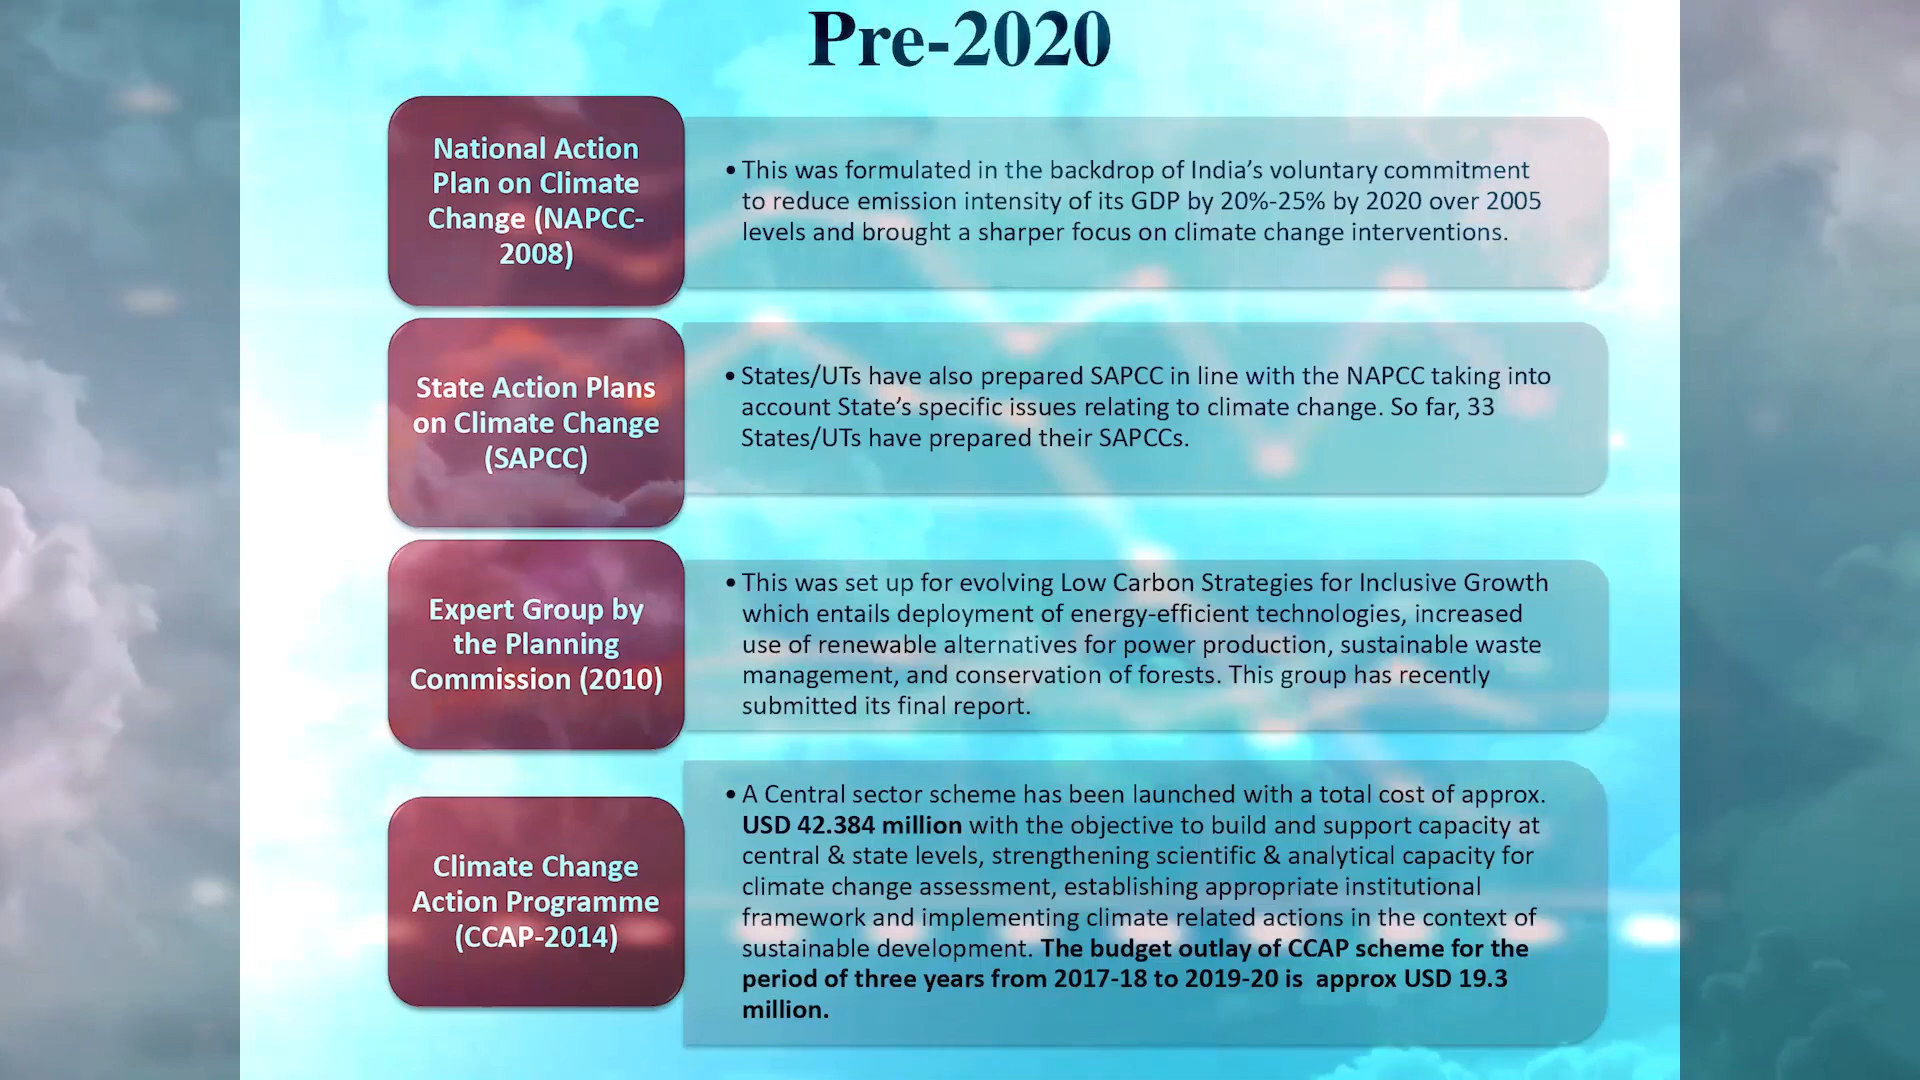 Pre-2020
National Action
Plan on Climate
Change (NAPCC-
2008)
• This was formulated in the backdrop of India’s voluntary commitment
to reduce emission intensity of its GDP by 20%-25% by 2020 over 2005
levels and brought a sharper focus on climate change interventions.
State Action Plans
on Climate Change
(SAPCC)
• States/UTs have also prepared SAPCC in line with the NAPCC taking into
account State’s specific issues relating to climate change. So far, 33
States/UTs have prepared their SAPCCs.
Expert Group by
the Planning
Commission (2010)
• This was set up for evolving Low Carbon Strategies for Inclusive Growth
which entails deployment of energy-efficient technologies, increased
use of renewable alternatives for power production, sustainable waste
management, and conservation of forests. This group has recently
submitted its final report.
Climate Change
Action Programme
(CCAP-2014)
• A Central sector scheme has been launched with a total cost of approx.
USD 42.384 million with the objective to build and support capacity at
central & state levels, strengthening scientific & analytical capacity for
climate change assessment, establishing appropriate institutional
framework and implementing climate related actions in the context of
sustainable development. The budget outlay of CCAP scheme for the
period of three years from 2017-18 to 2019-20 is approx USD 19.3
million.